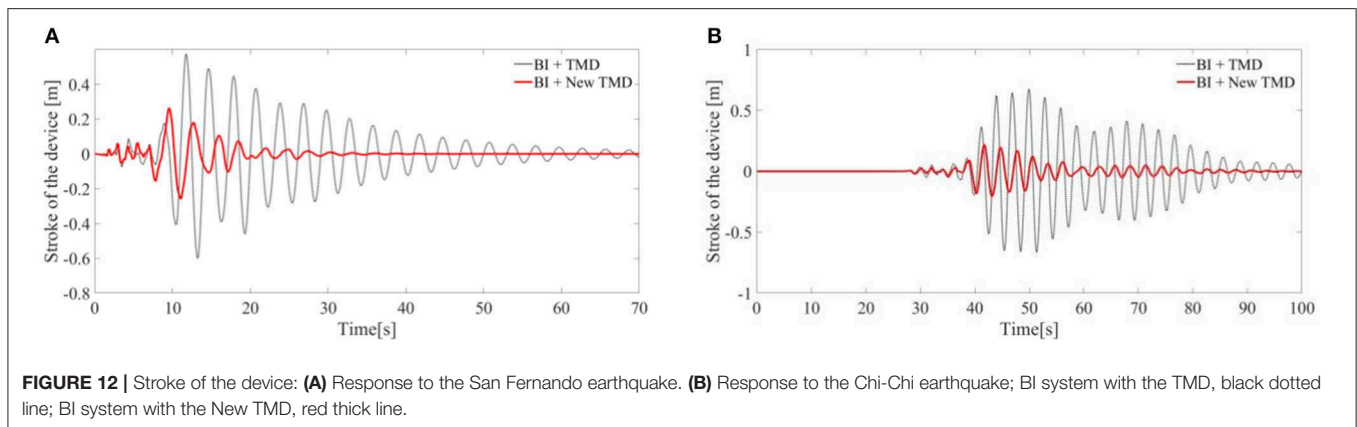 A
Stroke of the device [m]
0.4
0.2
0
-0.2
-0.4
-0.6
-0.8
BI + TMD
BI + New TMD
0 10 20 30 40 50 60 70
Time[s]
B
Stroke of the device [m]
1
0.5
0
-0.5
-1
BI + TMD
BI + New TMD
0 10 20 30 40 50 60 70 80 90 100
Time[s]
FIGURE 12 | Stroke of the device: (A) Response to the San Fernando earthquake. (B) Response to the Chi-Chi earthquake; BI system with the TMD, black dotted
line; BI system with the New TMD, red thick line.